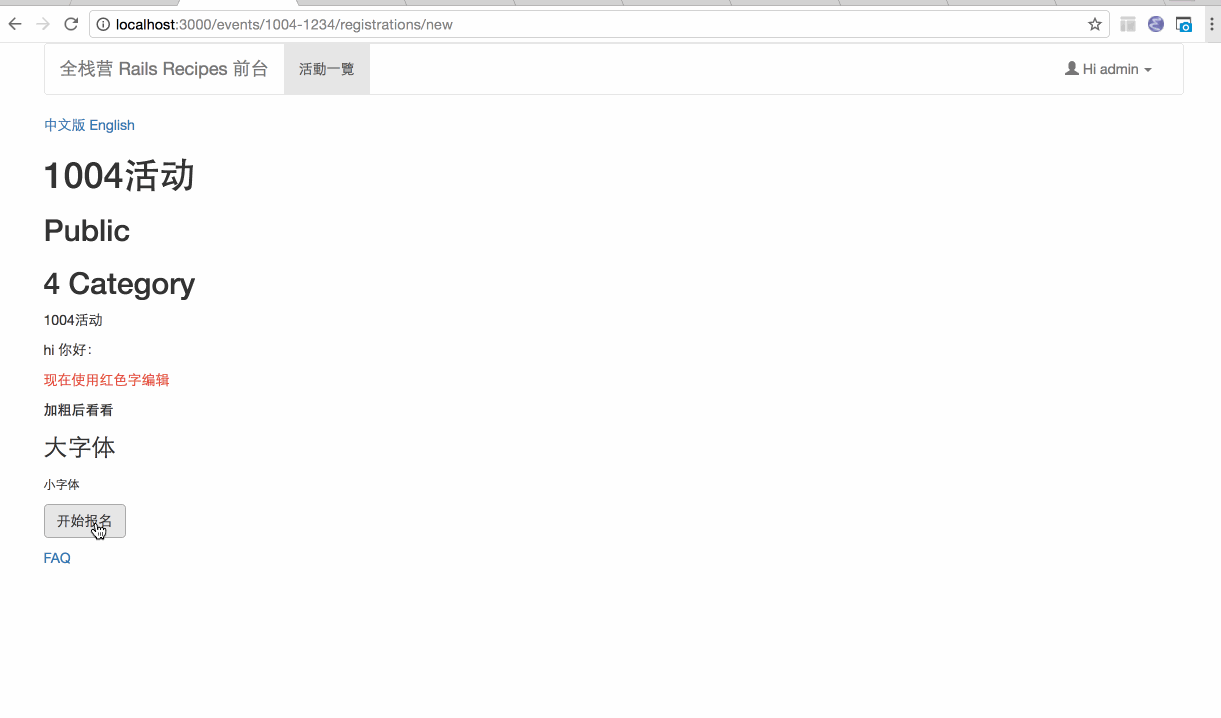 localhost:3000/events/1004-1234/registrations/new
全栈营 Rails Recipes 前台 活動一覽 Hi admin
中文版 English
1004活动
Public
4 Category
1004活动
hi 你好：
现在使用红色字编辑
加粗后看看
大字体
小字体
开始报名
FAQ